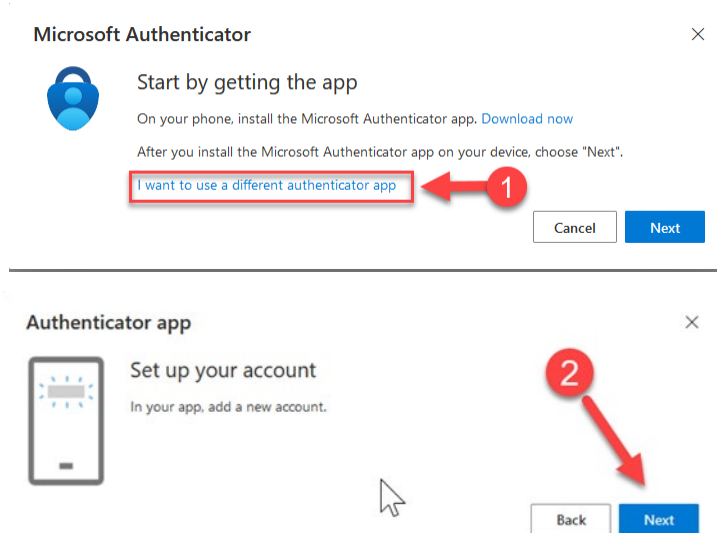 Microsoft Authenticator
Start by getting the app
On your phone, install the Microsoft Authenticator app. Download now
After you install the Microsoft Authenticator app on your device, choose "Next".
I want to use a different authenticator app
1
Cancel Next
Authenticator app
Set up your account
2
In your app, add a new account.
Back Next